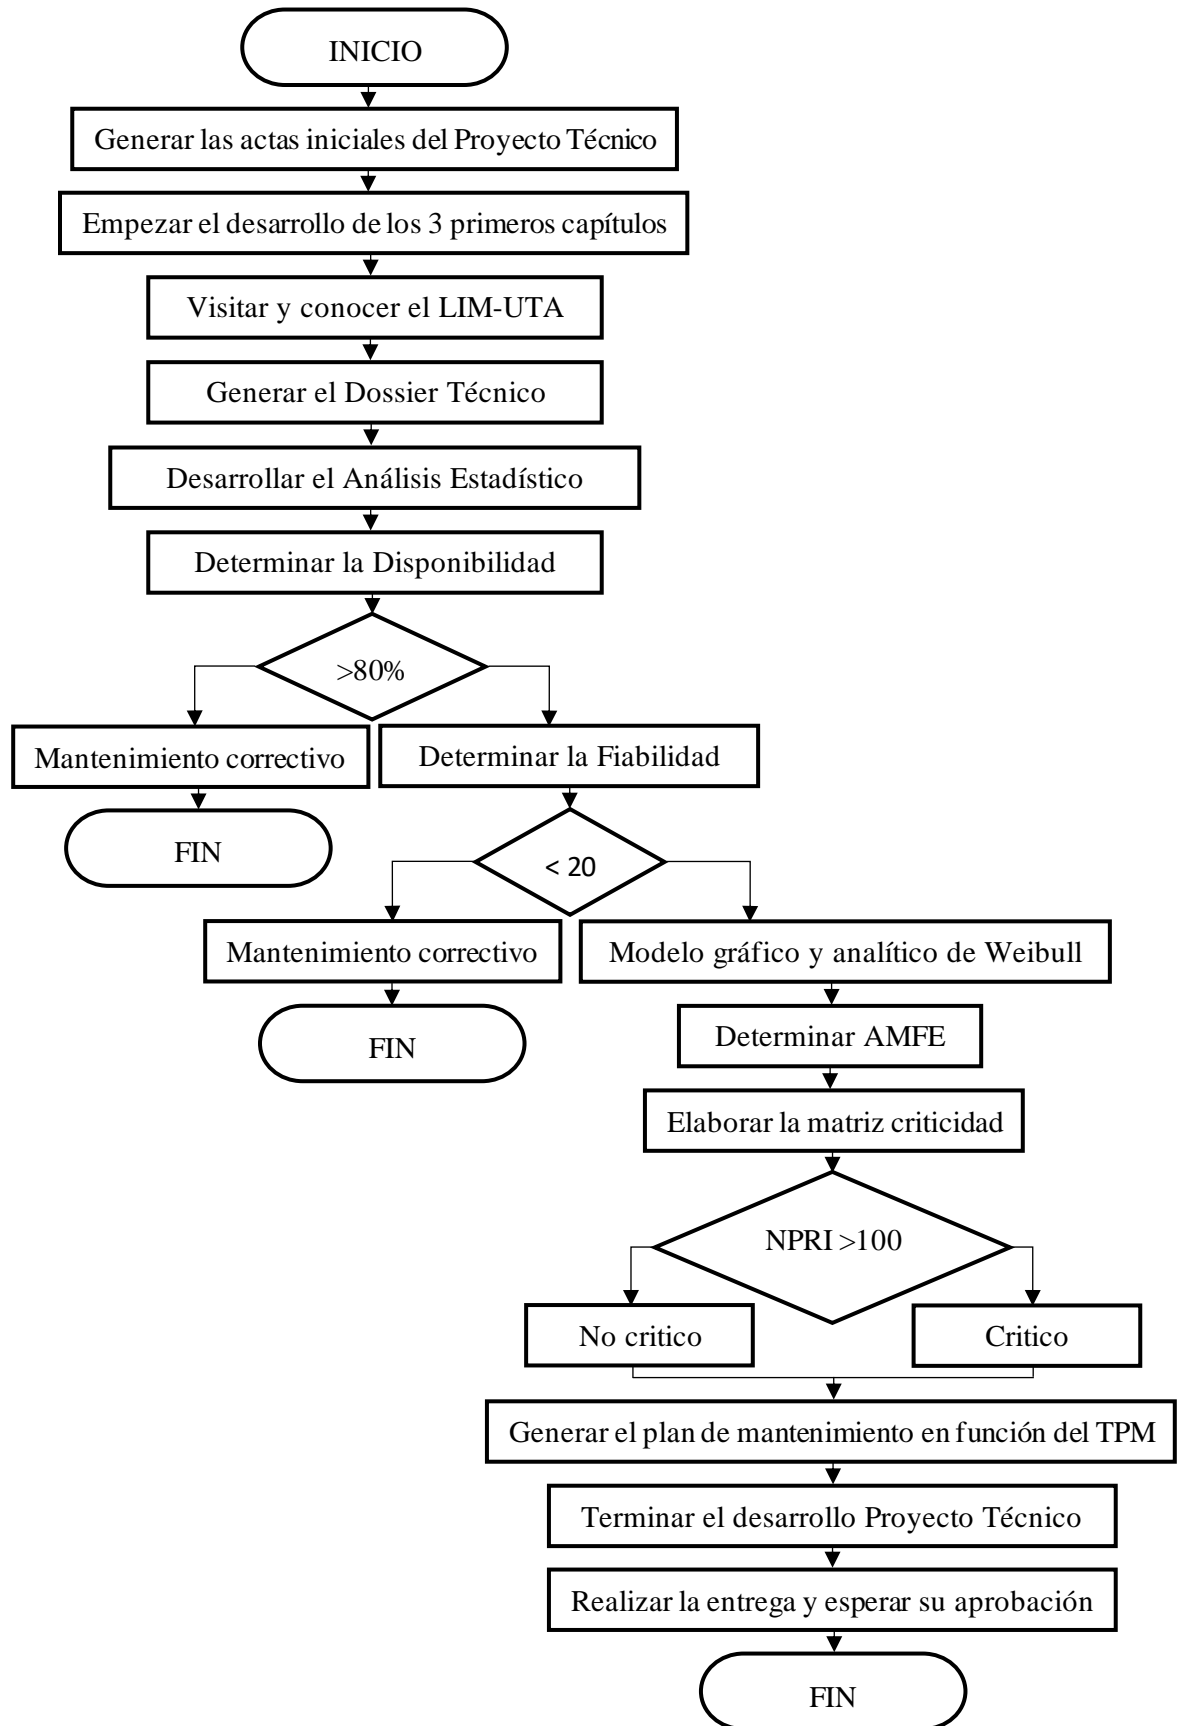 INICIO
Generar las actas iniciales del Proyecto Técnico
Empezar el desarrollo de los 3 primeros capítulos
Visitar y conocer el LIM-UTA
Generar el Dossier Técnico
Desarrollar el Análisis Estadístico
Determinar la Disponibilidad
>80%
Mantenimiento correctivo
Determinar la Fiabilidad
FIN
< 20
Mantenimiento correctivo
Modelo gráfico y analítico de Weibull
FIN
Determinar AMFE
Elaborar la matriz criticidad
NPRI >100
No critico
Critico
Generar el plan de mantenimiento en función del TPM
Terminar el desarrollo Proyecto Técnico
Realizar la entrega y esperar su aprobación
FIN